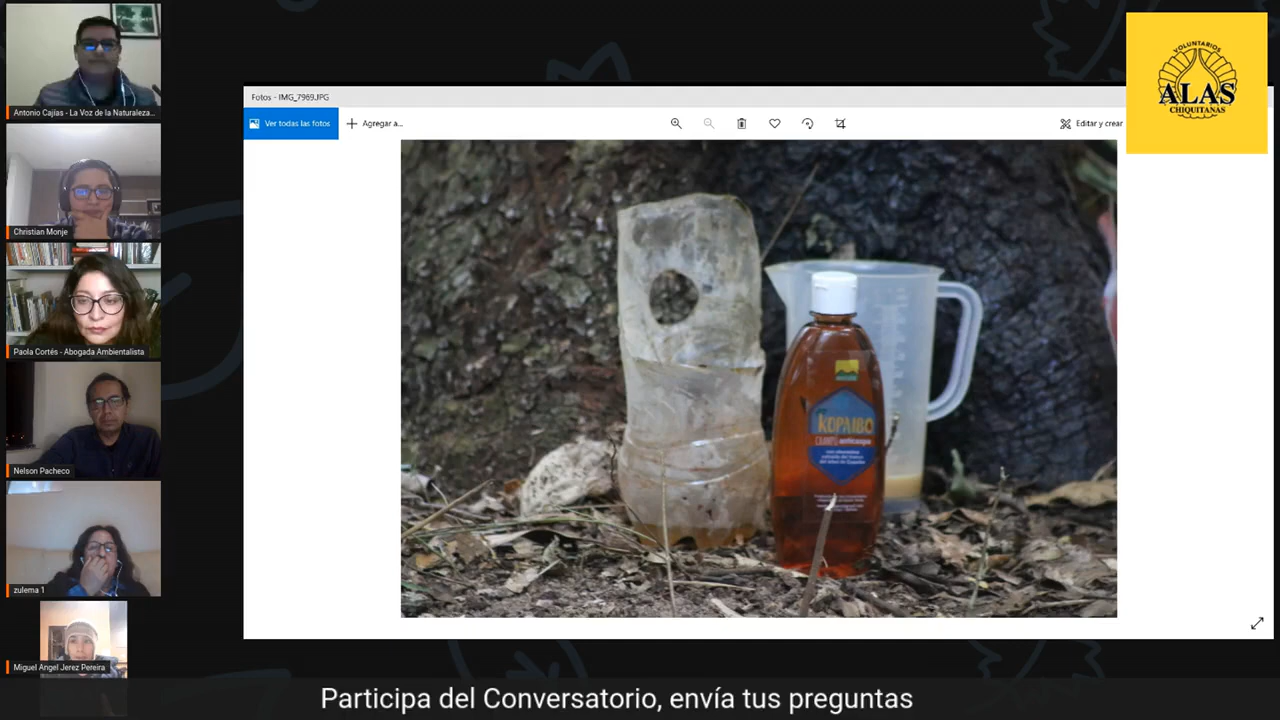 Antonio Cajías - La Voz de la Naturaleza...
Christian Monje
Paola Cortés - Abogada Ambientalista
Nelson Pacheco
zulema 1
Miguel Angel Jerez Pereira
Fotos - IMG_7969.JPG
Ver todas las fotos
Agregar a...
Editar y crear
VOLUNTARIOS
ALAS
CHIQUITANAS
KOPAIBO
Participa del Conversatorio, envía tus preguntas